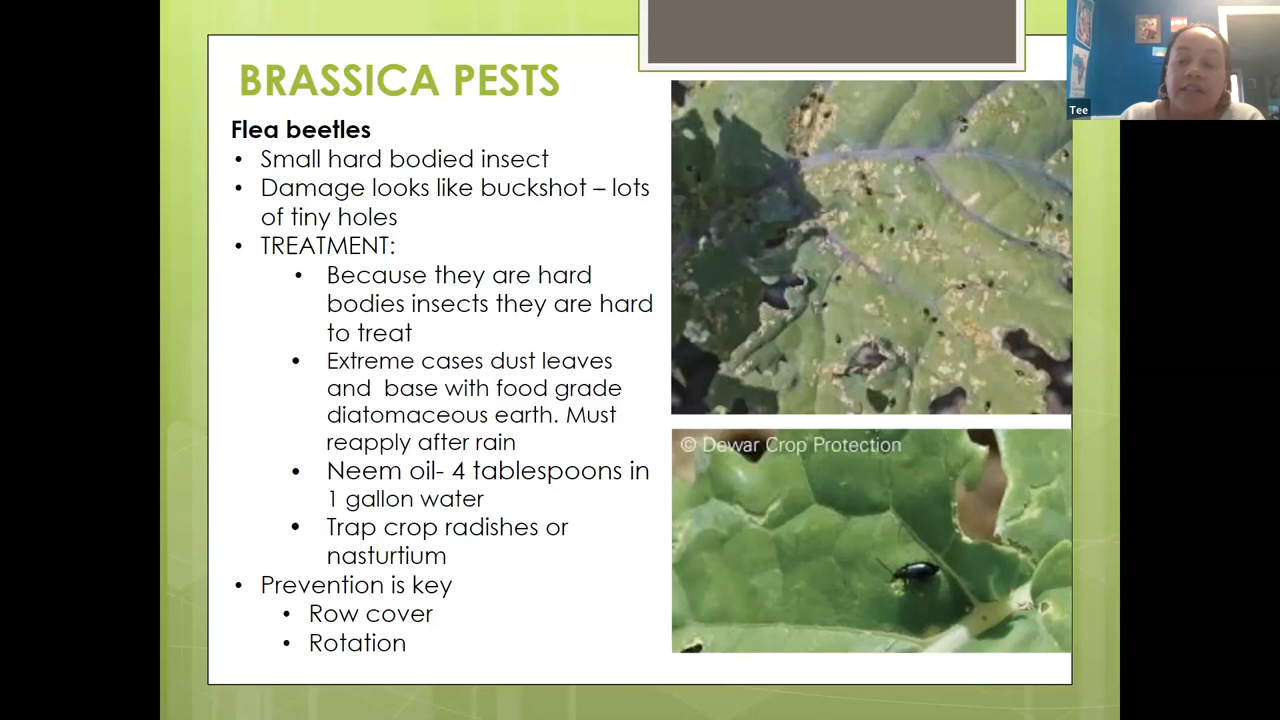 BRASSICA PESTS
Flea beetles
• Small hard bodied insect
• Damage looks like buckshot – lots
of tiny holes
• TREATMENT:
• Because they are hard
bodies insects they are hard
to treat
• Extreme cases dust leaves
and base with food grade
diatomaceous earth. Must
reapply after rain
• Neem oil- 4 tablespoons in
1 gallon water
• Trap crop radishes or
nasturtium
• Prevention is key
• Row cover
• Rotation
© Dewar Crop Protection
Tee